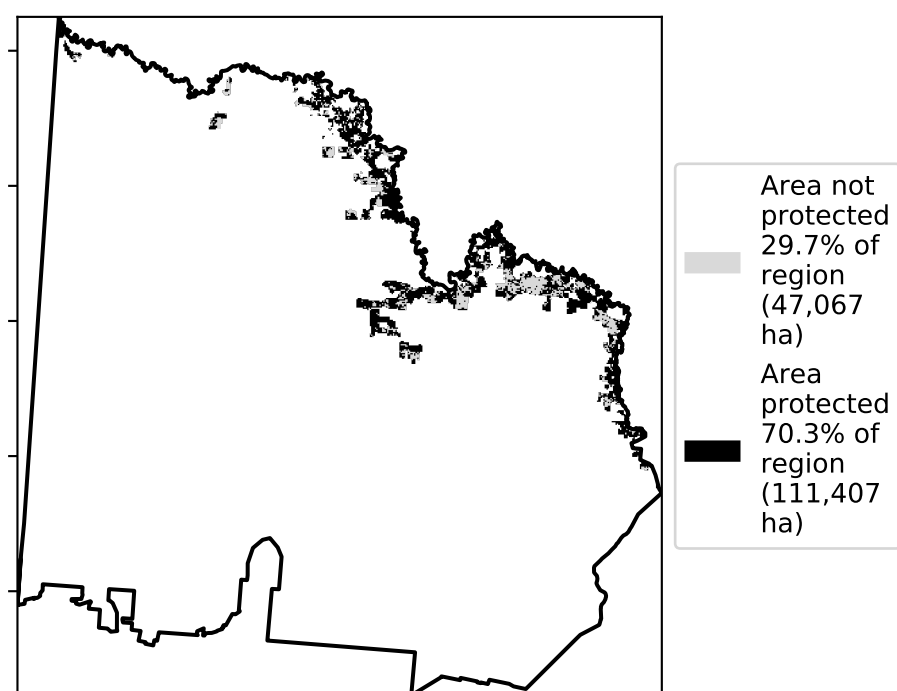 Area not
protected
29.7% of
region
(47,067
ha)
Area
protected
70.3% of
region
(111,407
ha)